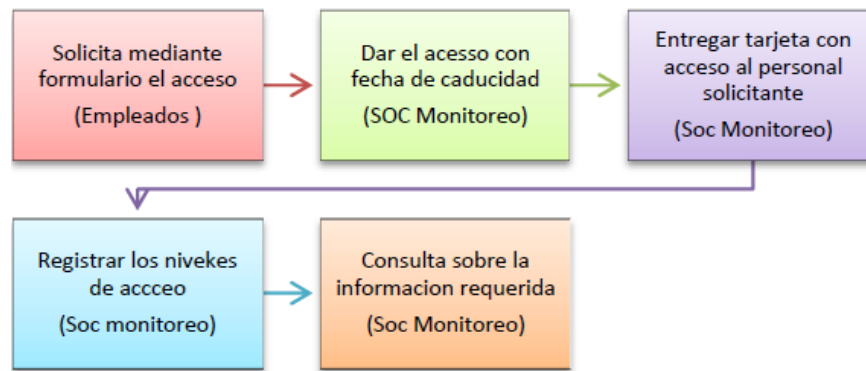 Solicita mediante
formulario el acceso
(Empleados )
Dar el acesso con
fecha de caducidad
(SOC Monitoreo)
Entregar tarjeta con
acceso al personal
solicitante
(Soc Monitoreo)
Registrar los nivekes
de accceo
(Soc monitoreo)
Consulta sobre la
informacion requerida
(Soc Monitoreo)